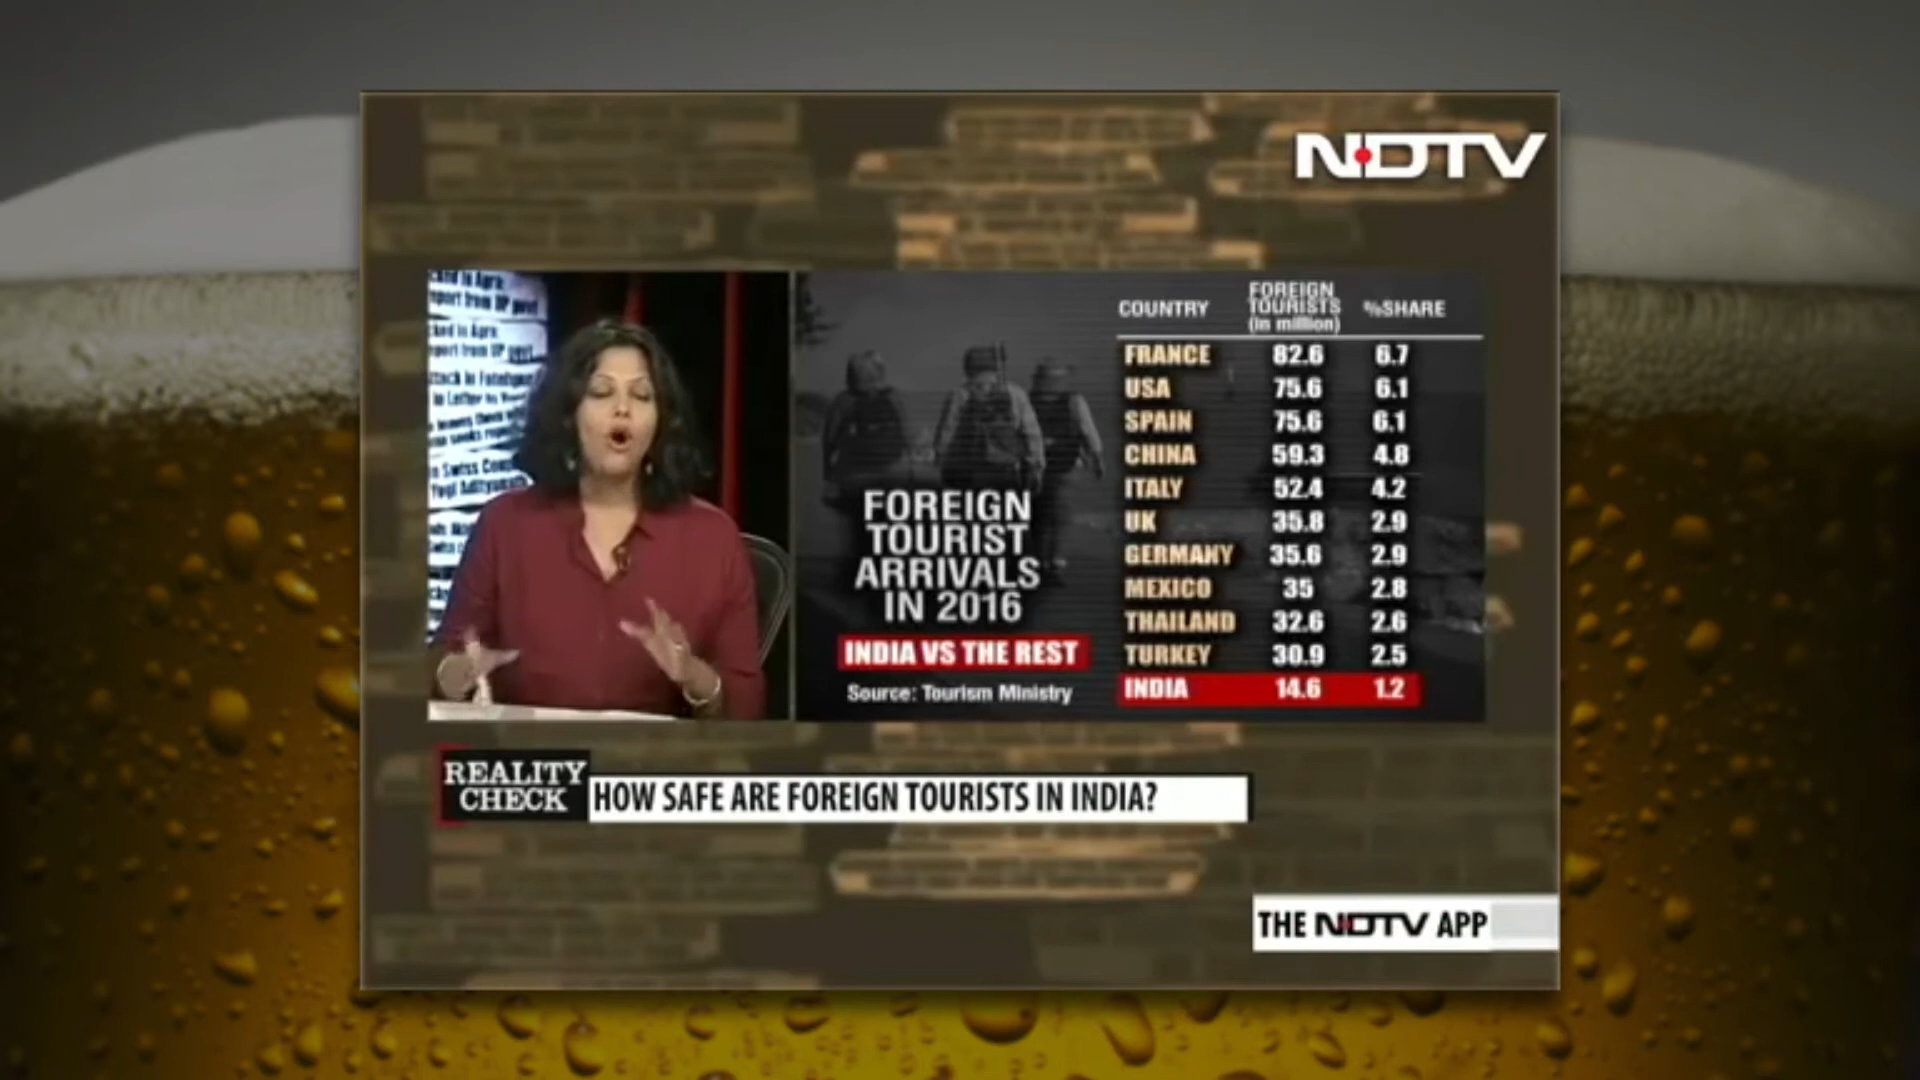 NDTV
COUNTRY FOREIGN TOURISTS (in million) %SHARE
FRANCE 82.6 6.7
USA 75.6 6.1
SPAIN 75.6 6.1
CHINA 59.3 4.8
ITALY 52.4 4.2
UK 35.8 2.9
GERMANY 35.6 2.9
MEXICO 35 2.8
THAILAND 32.6 2.6
TURKEY 30.9 2.5
INDIA 14.6 1.2
FOREIGN
TOURIST
ARRIVALS
IN 2016
INDIA VS THE REST
Source: Tourism Ministry
REALITY
CHECK
HOW SAFE ARE FOREIGN TOURISTS IN INDIA?
THE NDTV APP